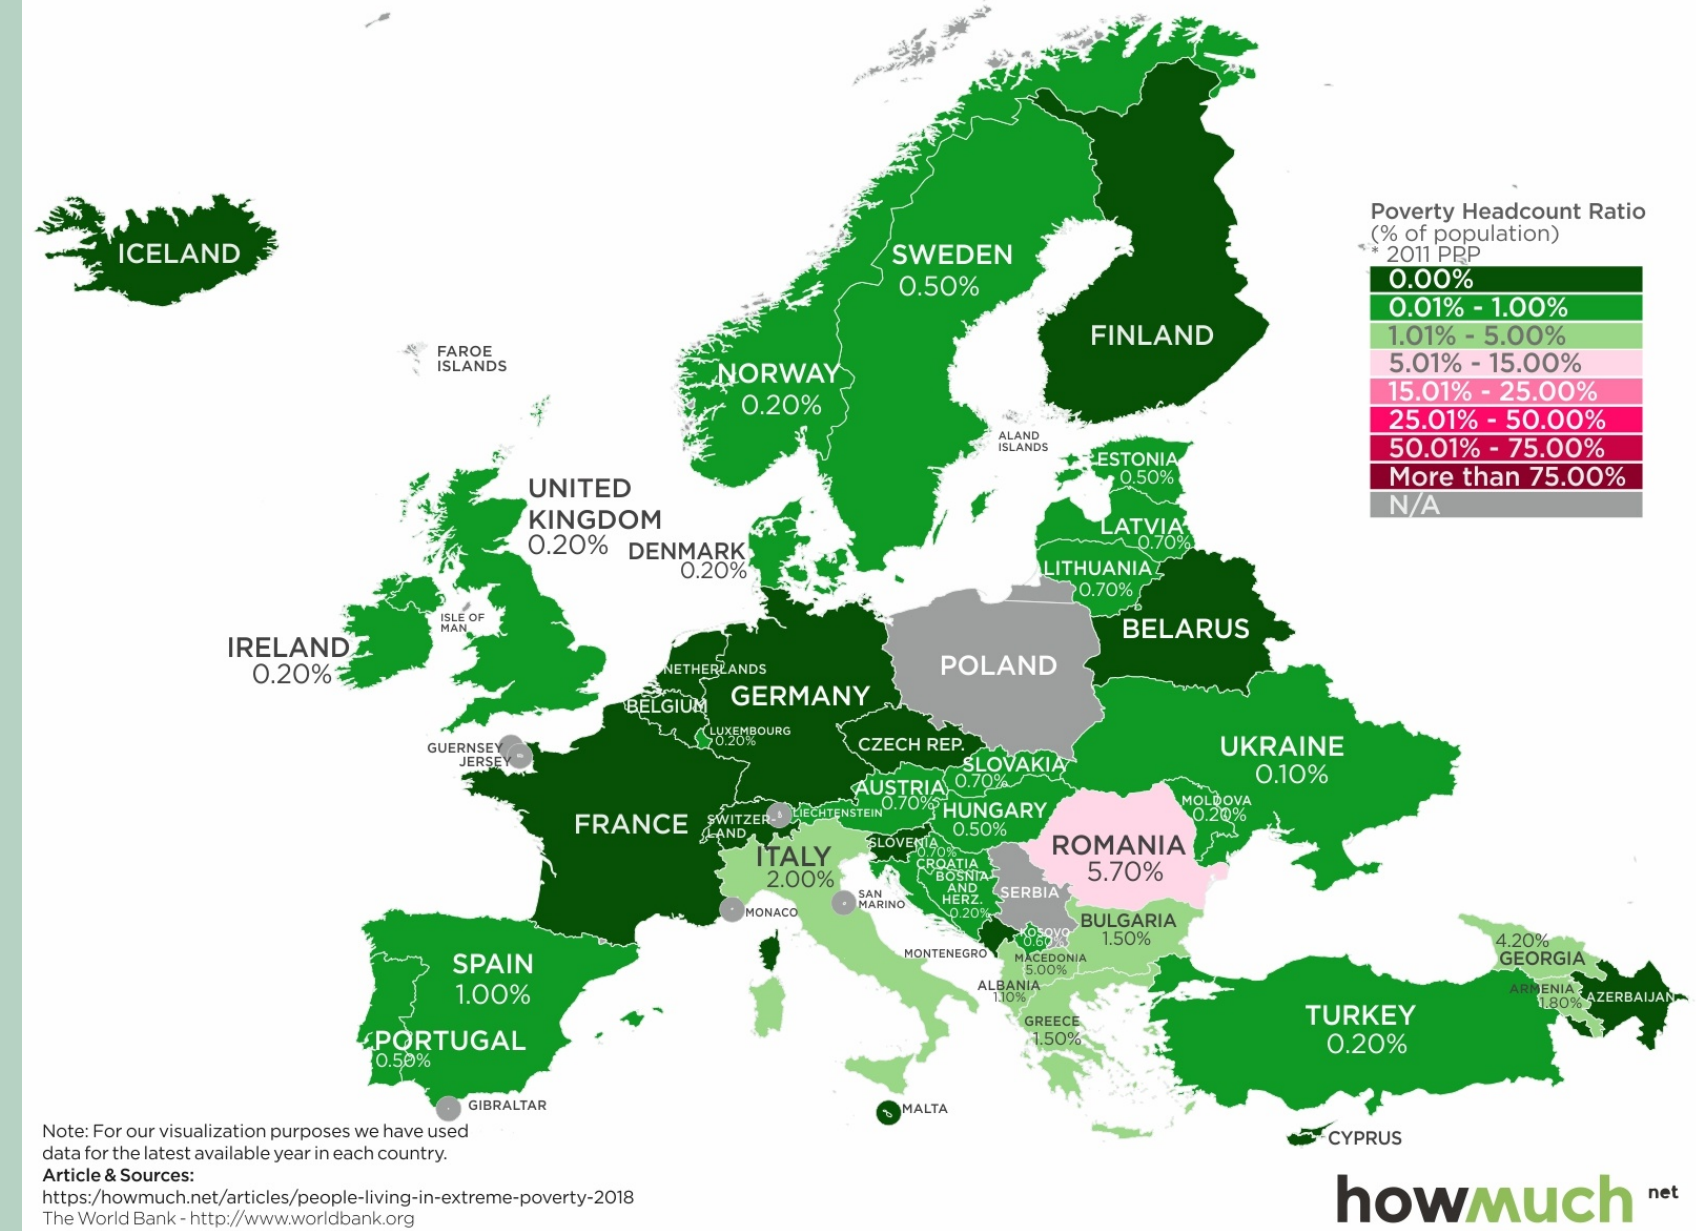 ICELAND
SWEDEN
0.50%
FINLAND
NORWAY
0.20%
FAROE
ISLANDS
ALAND
ISLANDS
ESTONIA
0.50%
LATVIA
0.70%
LITHUANIA
0.70%
UNITED
KINGDOM
0.20%
DENMARK
0.20%
ISLE OF
MAN
IRELAND
0.20%
BELARUS
POLAND
NETHERLANDS
GERMANY
BELGIUM
LUXEMBOURG
0.20%
CZECH REP.
GUERNSEY
JERSEY
SLOVAKIA
0.70%
UKRAINE
0.10%
AUSTRIA
0.70%
HUNGARY
0.50%
MOLDOVA
0.20%
FRANCE
SWITZER-
LAND
LIECHTENSTEIN
ITALY
2.00%
SLOVENIA
0.70%
CROATIA
BOSNIA
AND
HERZ.
0.20%
ROMANIA
5.70%
SERBIA
SAN
MARINO
MONACO
BULGARIA
1.50%
KOSOVO
0.60%
MONTENEGRO
MACEDONIA
5.00%
ALBANIA
1.10%
GREECE
1.50%
SPAIN
1.00%
PORTUGAL
0.50%
GIBRALTAR
MALTA
TURKEY
0.20%
4.20%
GEORGIA
ARMENIA
1.80%
AZERBAIJAN
CYPRUS
Poverty Headcount Ratio
(% of population)
* 2011 PPP
0.00%
0.01% - 1.00%
1.01% - 5.00%
5.01% - 15.00%
15.01% - 25.00%
25.01% - 50.00%
50.01% - 75.00%
More than 75.00%
N/A
Note: For our visualization purposes we have used
data for the latest available year in each country.
Article & Sources:
https:/howmuch.net/articles/people-living-in-extreme-poverty-2018
The World Bank - http://www.worldbank.org
howmuch net